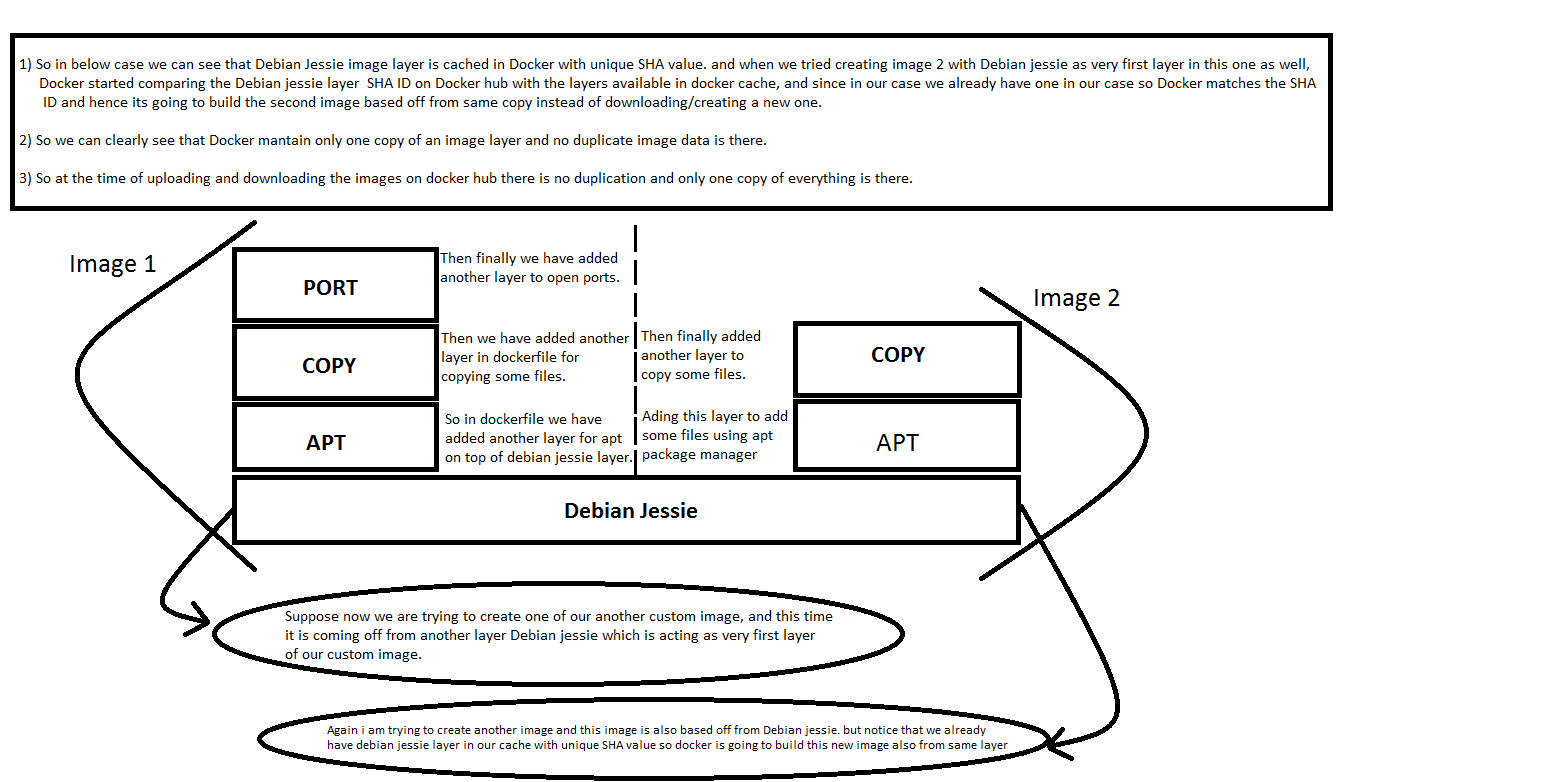 1) So in below case we can see that Debian Jessie image layer is cached in Docker with unique SHA value. and when we tried creating image 2 with Debian jessie as very first layer in this one as well,
Docker started comparing the Debian jessie layer  SHA ID on Docker hub with the layers available in docker cache, and since in our case we already have one in our case so Docker matches the SHA
ID and hence its going to build the second image based off from same copy instead of downloading/creating a new one.
2) So we can clearly see that Docker mantain only one copy of an image layer and no duplicate image data is there.
3) So at the time of uploading and downloading the images on docker hub there is no duplication and only one copy of everything is there.
Image 1
PORT
Then finally we have added
another layer to open ports.
COPY
Then we have added another
layer in dockerfile for
copying some files.
APT
So in dockerfile we have
added another layer for apt
on top of debian jessie layer.
Image 2
Then finally added
another layer to
copy some files.
COPY
Ading this layer to add
some files using apt
package manager
APT
Debian Jessie
Suppose now we are trying to create one of our another custom image, and this time
it is coming off from another layer Debian jessie which is acting as very first layer
of our custom image.
Again i am trying to create another image and this image is also based off from Debian jessie. but notice that we already
have debian jessie layer in our cache with unique SHA value so docker is going to build this new image also from same layer